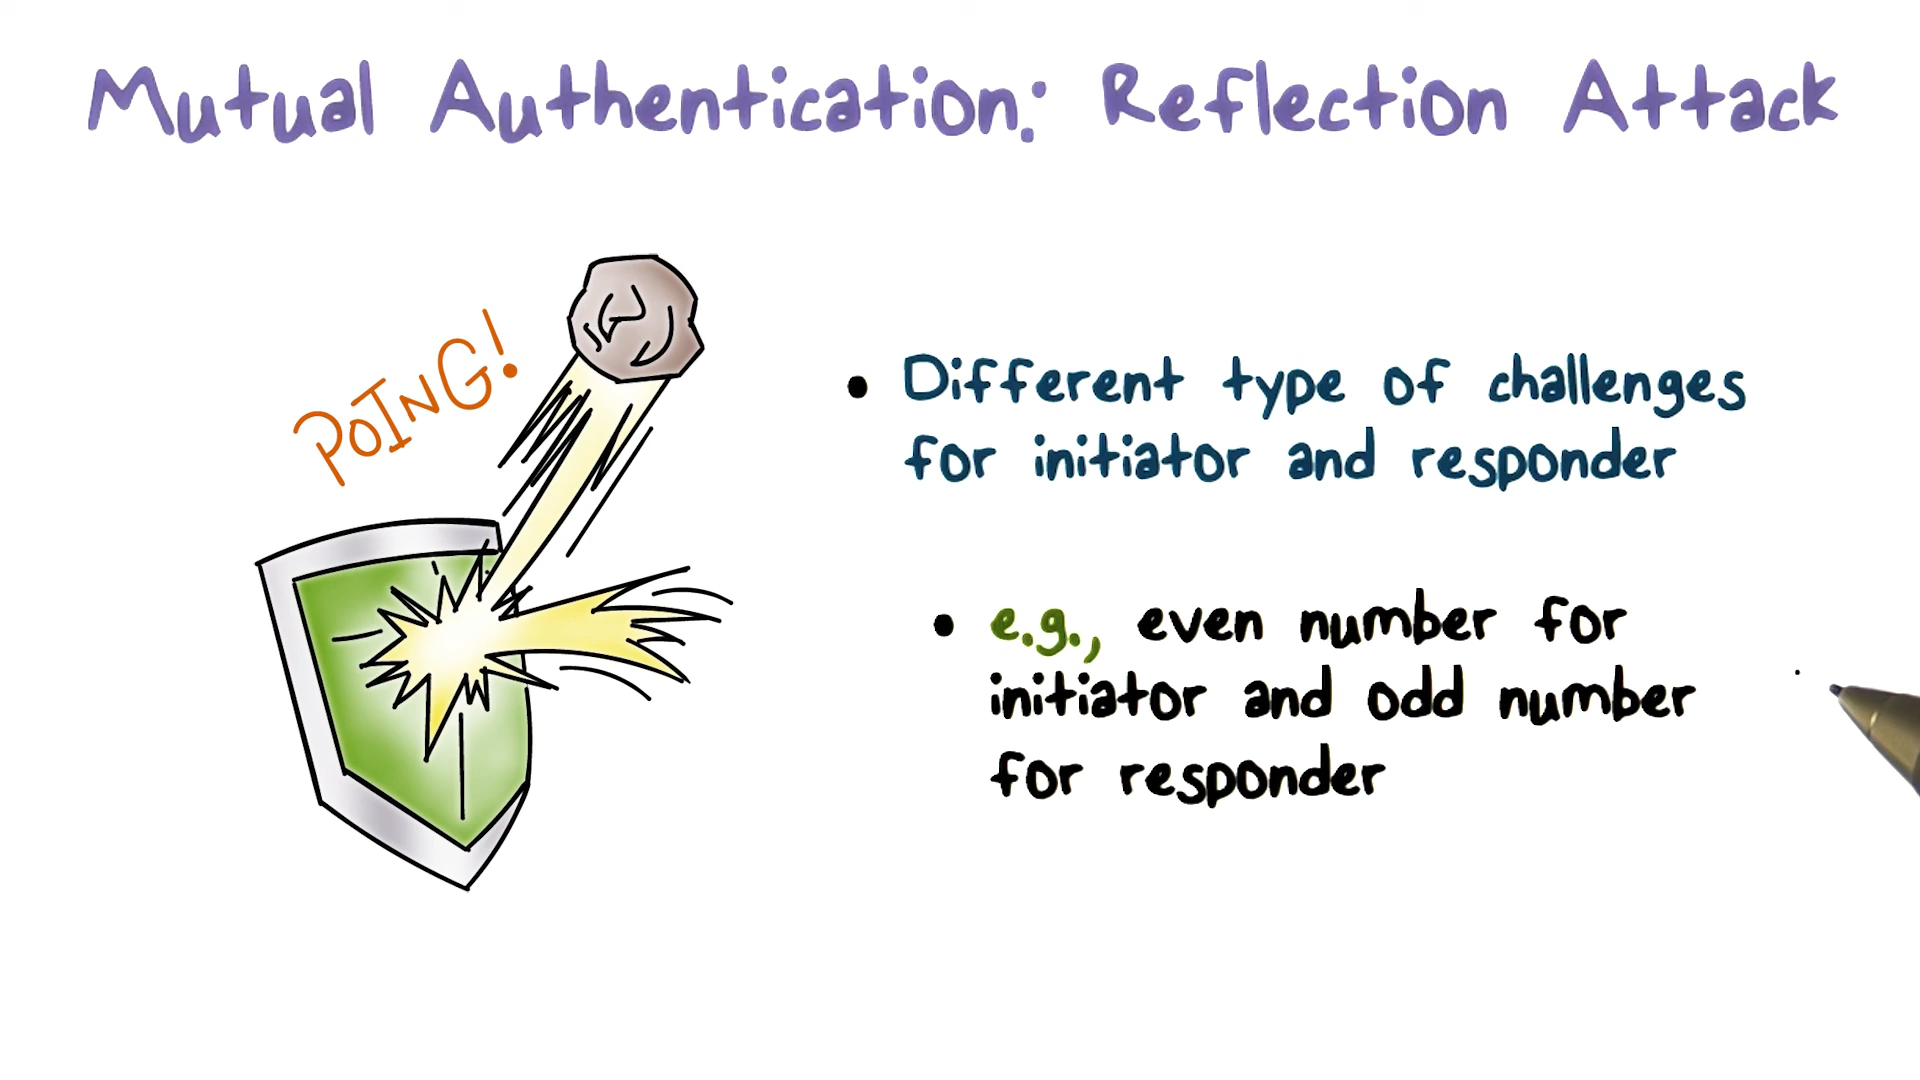 Mutual Authentication: Reflection Attack
POING!
• Different type of challenges
for initiator and responder
• e.g., even number for
initiator and odd number
for responder